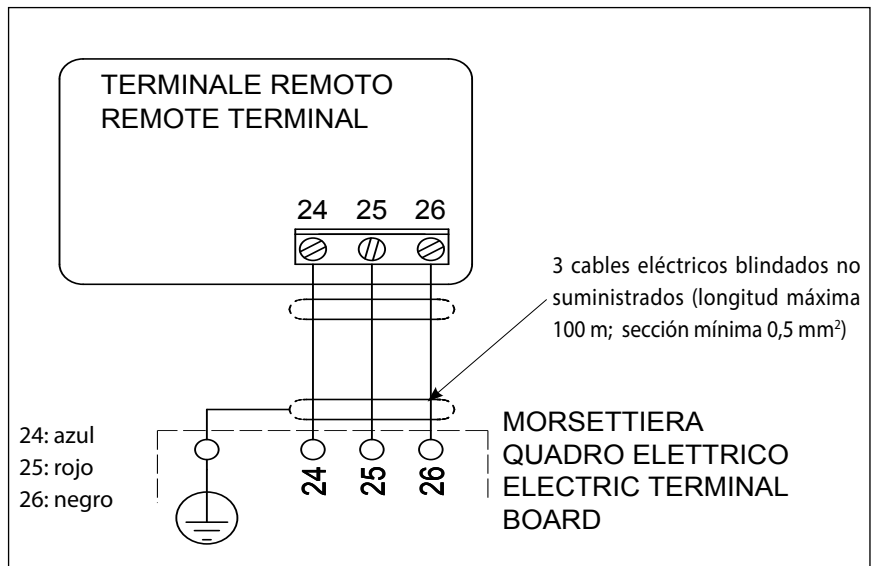 TERMINALE REMOTO
REMOTE TERMINAL
24 25 26
3 cables eléctricos blindados no
suministrados (longitud máxima
100 m; sección mínima 0,5 mm²)
24: azul
25: rojo
26: negro
24 25 26
MORSETTIERA
QUADRO ELETTRICO
ELECTRIC TERMINAL
BOARD